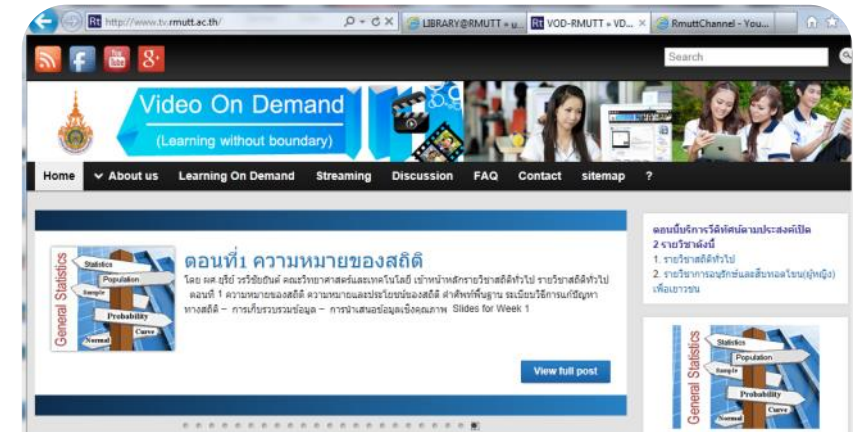 http://www.tv.rmutt.ac.th/
LIBRARY@RMUTT » u...
VOD-RMUTT » VD...
RmuttChannel - You...
You Tube
Search
Video On Demand
(Learning without boundary)
Home
About us
Learning On Demand
Streaming
Discussion
FAQ
Contact
sitemap
?
General Statistics
Statistics
Population
Sample
Probability
Curve
Normal
ตอนที่1 ความหมายของสถิติ
โดย ผศ.สุรีย์ วรวิชัยยันต์ คณะวิทยาศาสตร์และเทคโนโลยี เจ้าหน้าหลักรายวิชาสถิติทั่วไป รายวิชาสถิติทั่วไป
ตอนที่ 1 ความหมายของสถิติ ความหมายและประโยชน์ของสถิติ คำศัพท์พื้นฐาน ระเบียบวิธีการแก้ปัญหา
ทางสถิติ – การเก็บรวบรวมข้อมูล – การนำเสนอข้อมูลเชิงคุณภาพ Slides for Week 1
View full post
ตอนนี้บริการวีดิทัศน์ตามประสงค์เปิด
2 รายวิชาดังนี้
1. รายวิชาสถิติทั่วไป
2. รายวิชาการอนุรักษ์และสืบทอดโขน(ผู้หญิง)
เพื่อเยาวชน
General Statistics
Statistics
Population
Sample
Probability
Curve
Normal